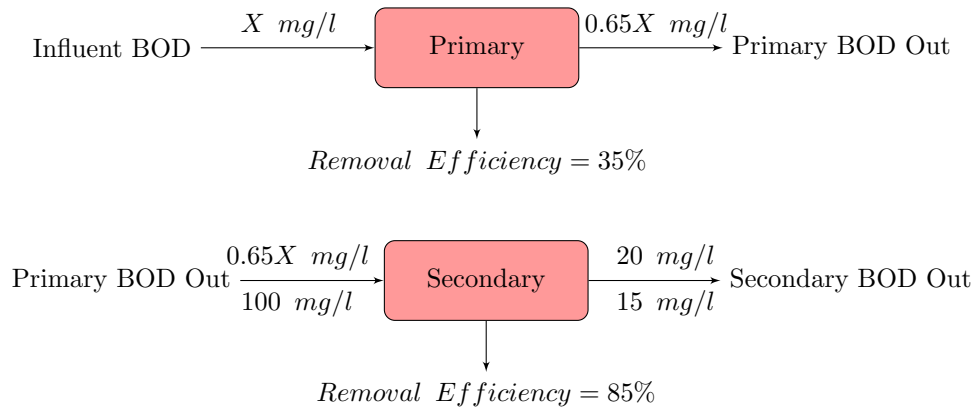 X mg/l
0.65X mg/l
Influent BOD
Primary
Primary BOD Out
Removal Efficiency = 35%
0.65X mg/l
20 mg/l
Primary BOD Out
Secondary
Secondary BOD Out
100 mg/l
15 mg/l
Removal Efficiency = 85%